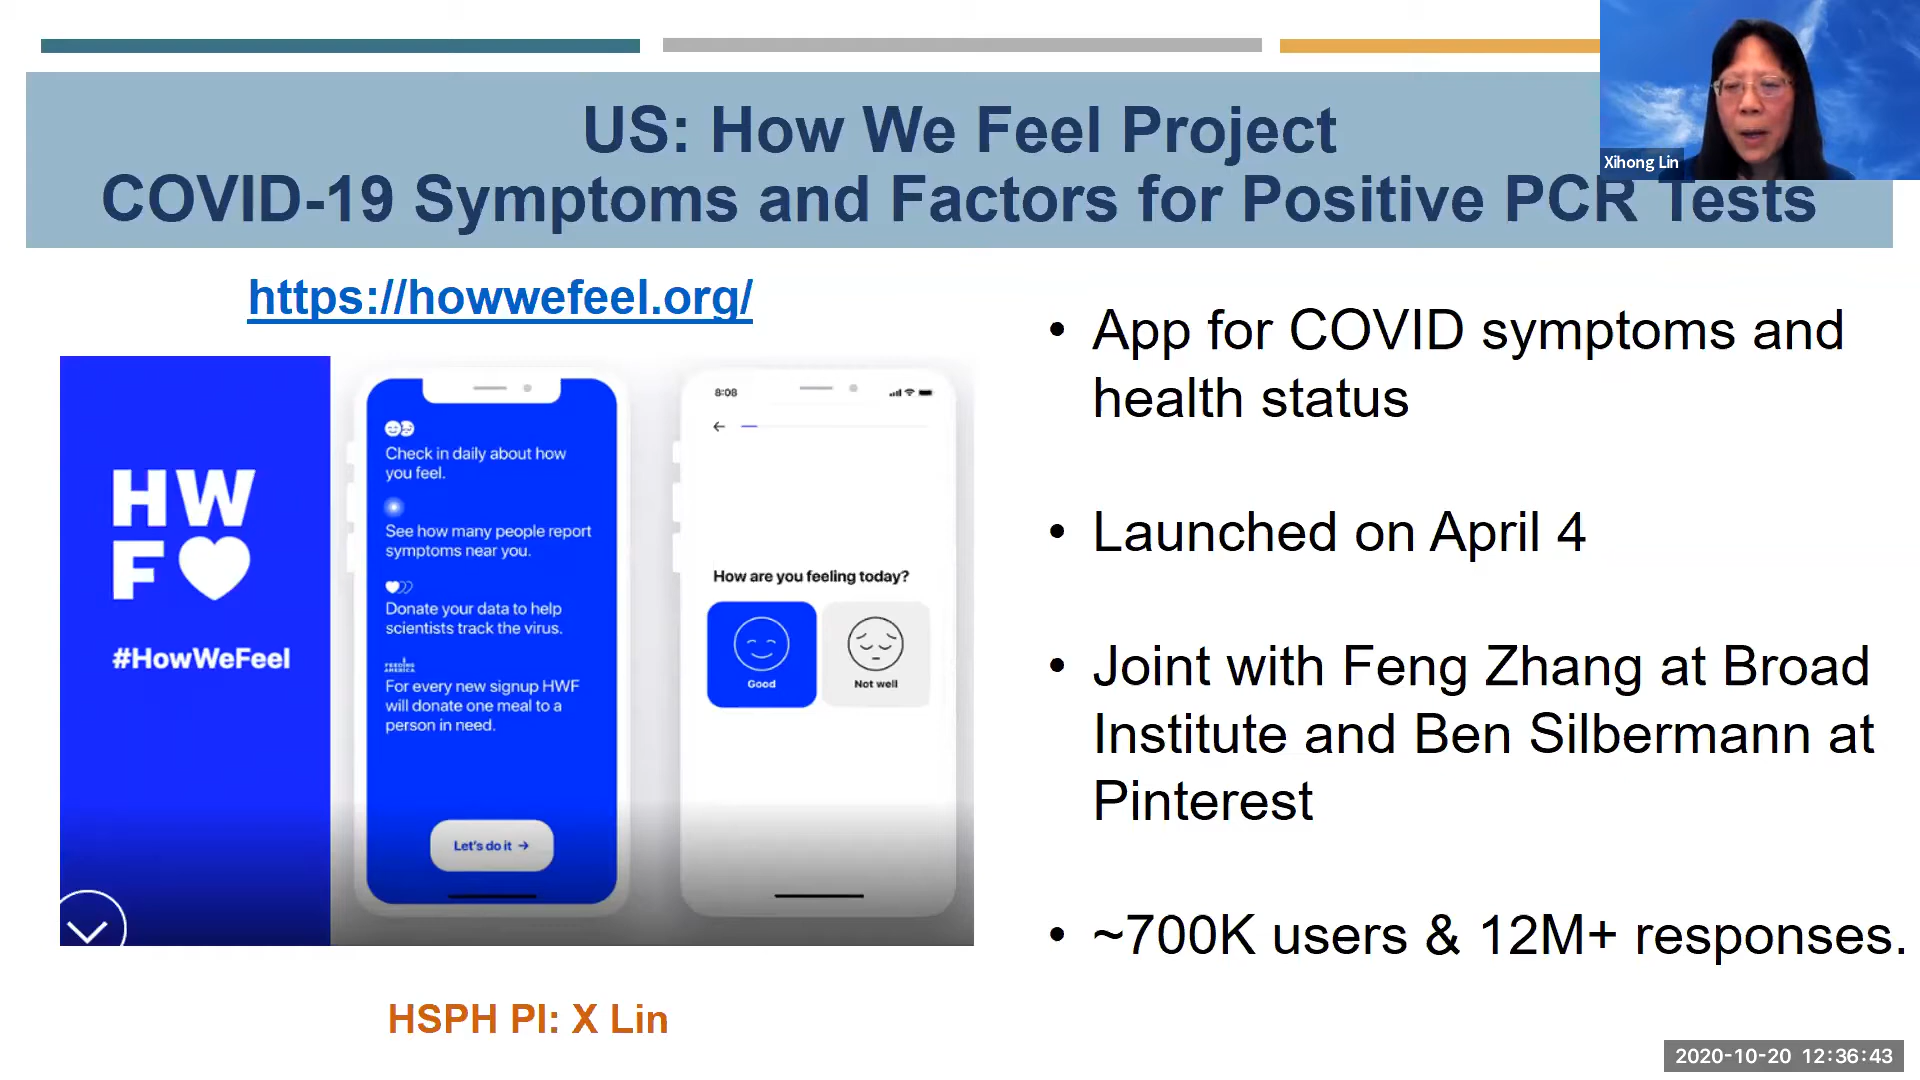 US: How We Feel Project
COVID-19 Symptoms and Factors for Positive PCR Tests
Xihong Lin
https://howwefeel.org/
HW
F
#HowWeFeel
Check in daily about how
you feel.
See how many people report
symptoms near you.
Donate your data to help
scientists track the virus.
FEEDING
AMERICA
For every new signup HWF
will donate one meal to a
person in need.
Let's do it →
8:08
How are you feeling today?
Good
Not well
HSPH PI: X Lin
• App for COVID symptoms and
health status
• Launched on April 4
• Joint with Feng Zhang at Broad
Institute and Ben Silbermann at
Pinterest
• ~700K users & 12M+ responses.
2020-10-20 12:36:43